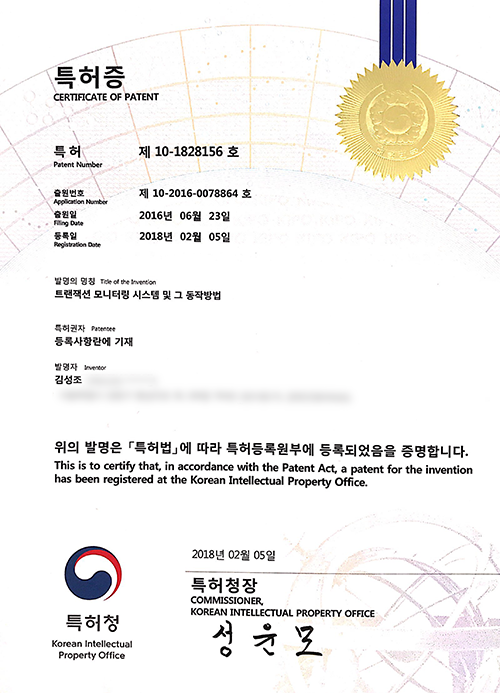 특허증
CERTIFICATE OF PATENT
특 허 제 10-1828156 호
Patent Number
출원번호 제 10-2016-0078864 호
Application Number
출원일 2016년 06월 23일
Filing Date
등록일 2018년 02월 05일
Registration Date
발명의 명칭 Title of the Invention
트랜잭션 모니터링 시스템 및 그 동작방법
특허권자 Patentee
등록사항란에 기재
발명자 Inventor
김성조
위의 발명은 「특허법」에 따라 특허등록원부에 등록되었음을 증명합니다.
This is to certify that, in accordance with the Patent Act, a patent for the invention
has been registered at the Korean Intellectual Property Office.
2018년 02월 05일
특허청장
COMMISSIONER,
KOREAN INTELLECTUAL PROPERTY OFFICE
성윤모
특허청
Korean Intellectual
Property Office